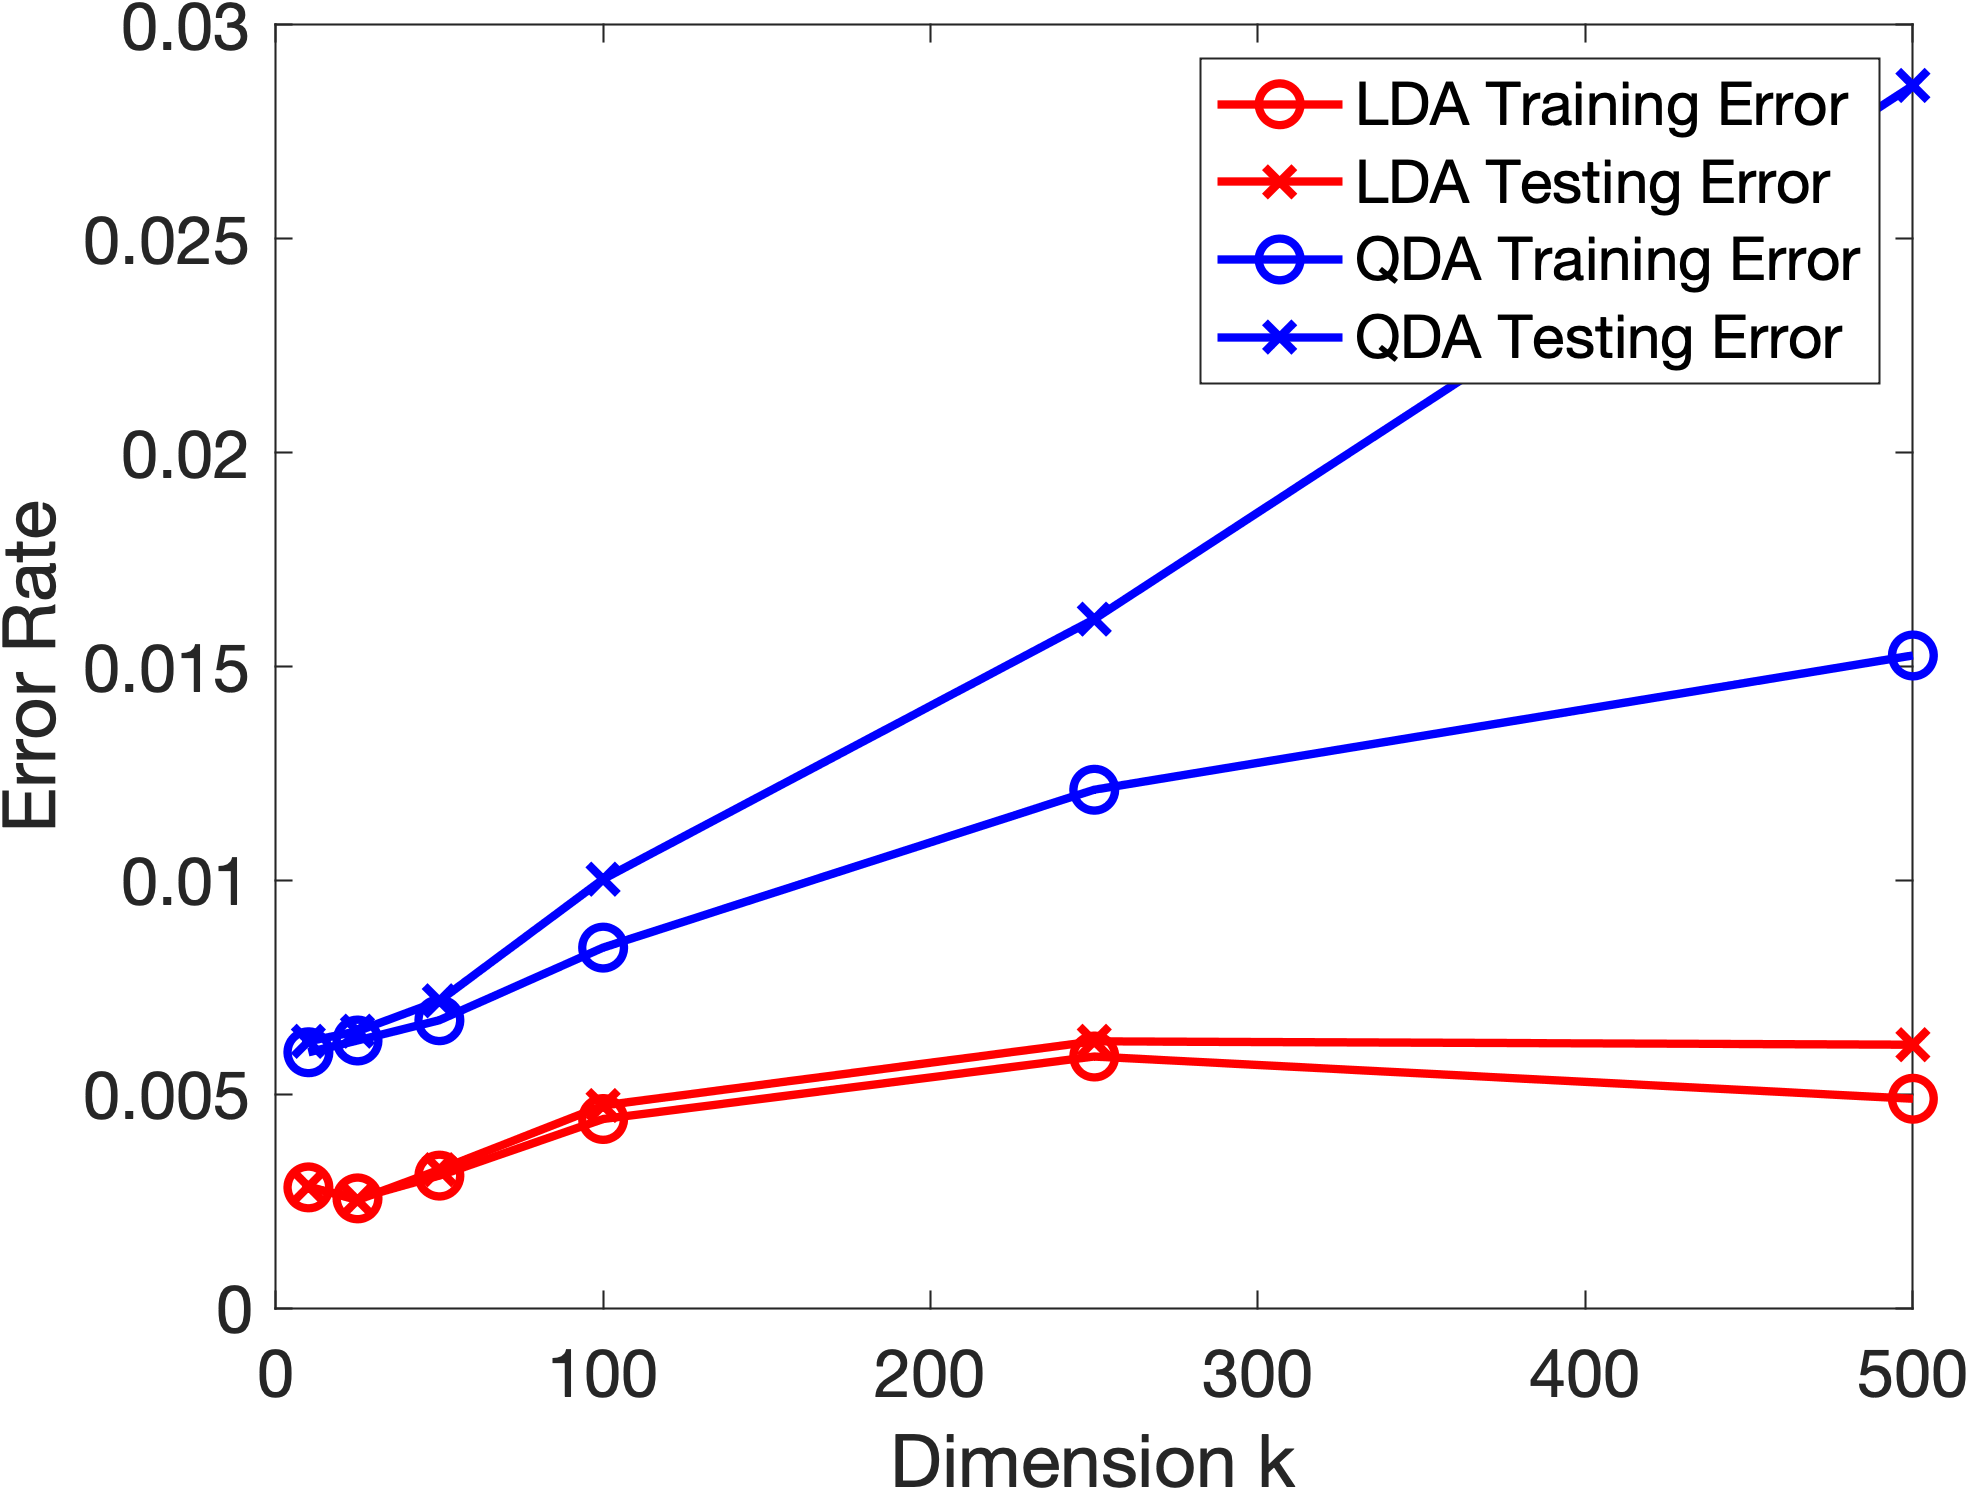 0.03
0.025
0.02
0.015
0.01
0.005
0
Error Rate
LDA Training Error
LDA Testing Error
QDA Training Error
QDA Testing Error
0 100 200 300 400 500
Dimension k